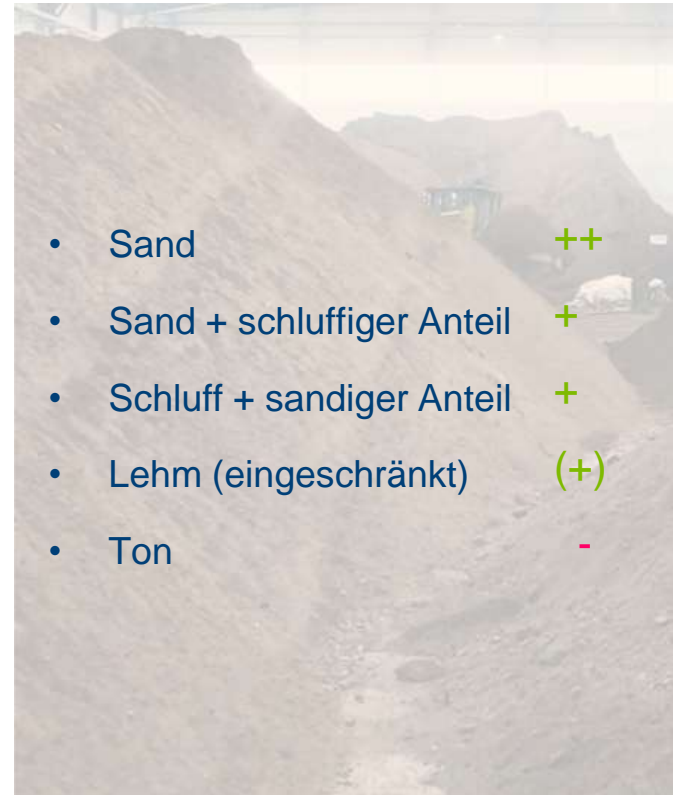 • Sand ++
• Sand + schluffiger Anteil +
• Schluff + sandiger Anteil +
• Lehm (eingeschränkt) (+)
• Ton -